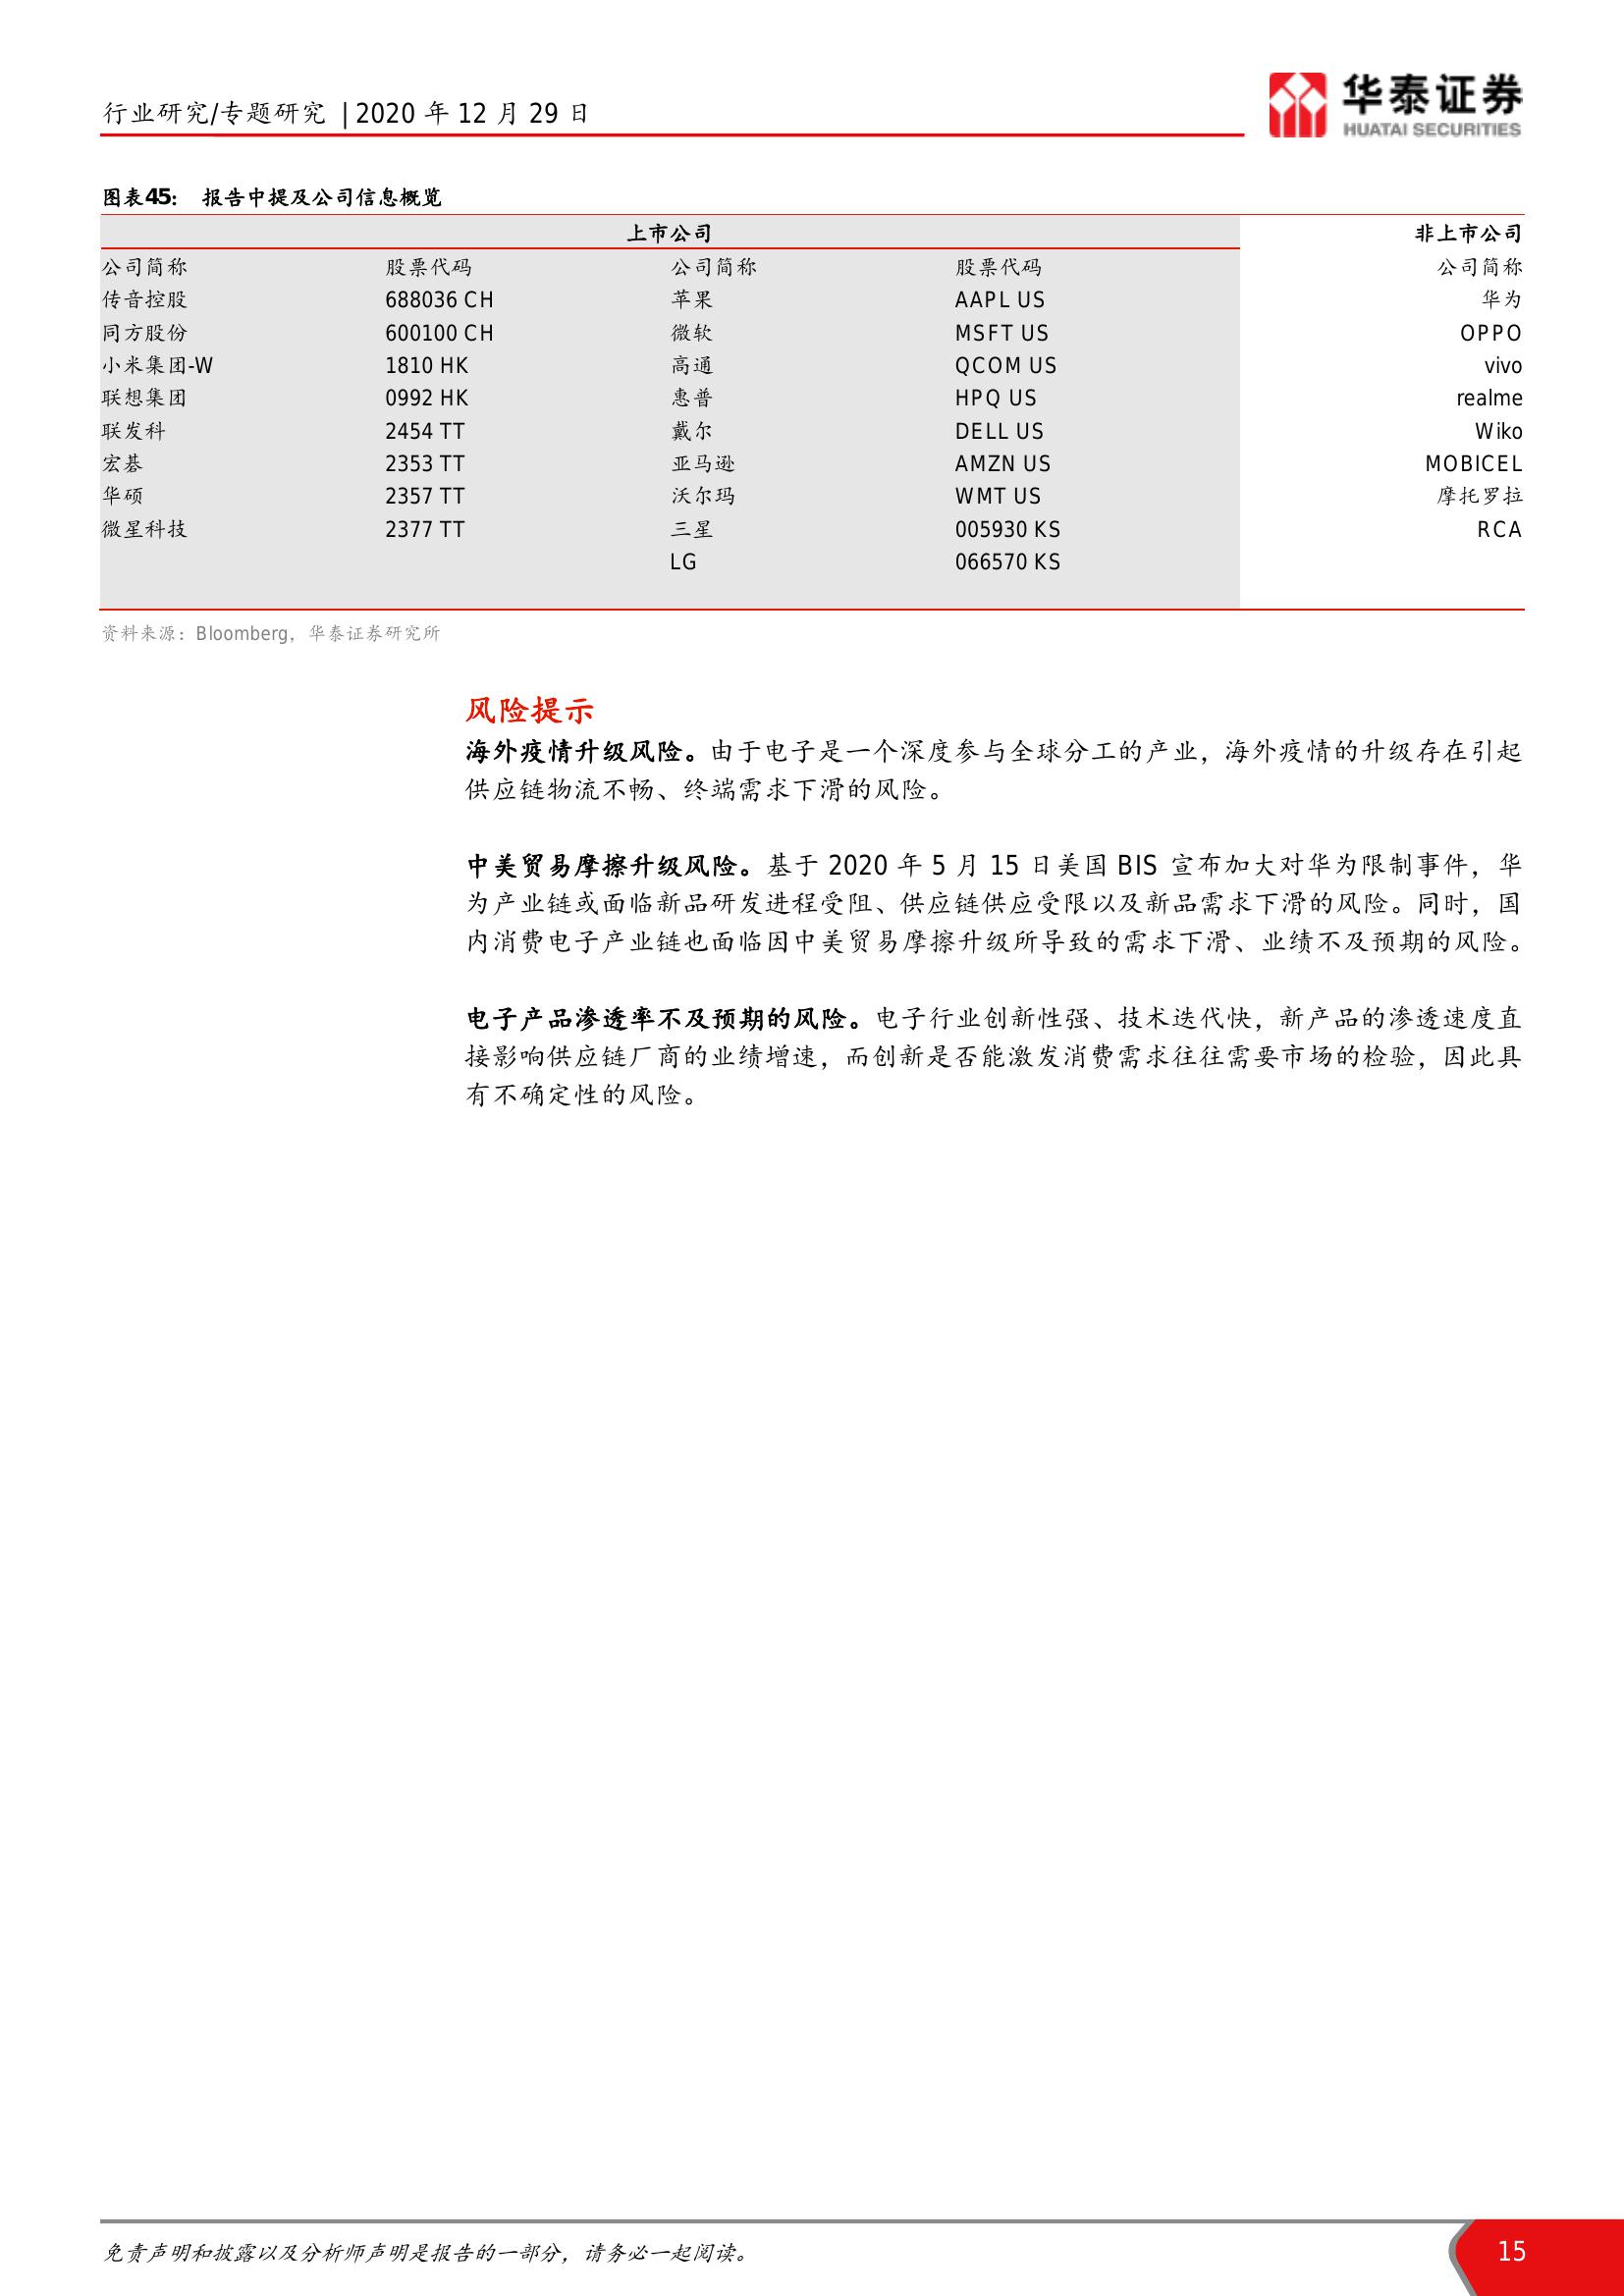 行业研究/专题研究 | 2020 年 12 月 29 日
华泰证券
HUATAI SECURITIES
图表45： 报告中提及公司信息概览
上市公司 非上市公司
公司简称 股票代码 公司简称 股票代码 公司简称
传音控股 688036 CH 苹果 AAPL US 华为
同方股份 600100 CH 微软 MSFT US OPPO
小米集团-W 1810 HK 高通 QCOM US vivo
联想集团 0992 HK 惠普 HPQ US realme
联发科 2454 TT 戴尔 DELL US Wiko
宏碁 2353 TT 亚马逊 AMZN US MOBICEL
华硕 2357 TT 沃尔玛 WMT US 摩托罗拉
微星科技 2377 TT 三星 005930 KS RCA
LG 066570 KS
资料来源：Bloomberg，华泰证券研究所
风险提示
海外疫情升级风险。由于电子是一个深度参与全球分工的产业，海外疫情的升级存在引起
供应链物流不畅、终端需求下滑的风险。
中美贸易摩擦升级风险。基于 2020 年 5 月 15 日美国 BIS 宣布加大对华为限制事件，华
为产业链或面临新品研发进程受阻、供应链供应受限以及新品需求下滑的风险。同时，国
内消费电子产业链也面临因中美贸易摩擦升级所导致的需求下滑、业绩不及预期的风险。
电子产品渗透率不及预期的风险。电子行业创新性强、技术迭代快，新产品的渗透速度直
接影响供应链厂商的业绩增速，而创新是否能激发消费需求往往需要市场的检验，因此具
有不确定性的风险。
免责声明和披露以及分析师声明是报告的一部分，请务必一起阅读。
15